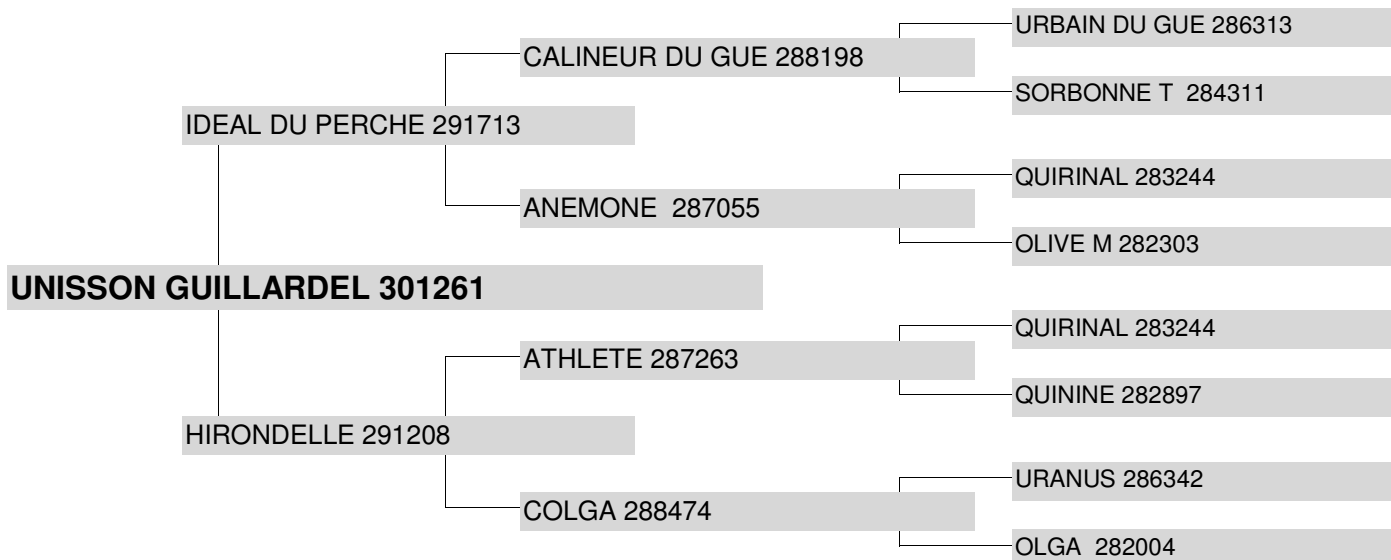 URBAIN DU GUE 286313
CALINEUR DU GUE 288198
SORBONNE T  284311
IDEAL DU PERCHE 291713
QUIRINAL 283244
ANEMONE  287055
OLIVE M 282303
UNISSON GUILLARDEL 301261
QUIRINAL 283244
ATHLETE 287263
QUININE 282897
HIRONDELLE 291208
URANUS 286342
COLGA 288474
OLGA  282004